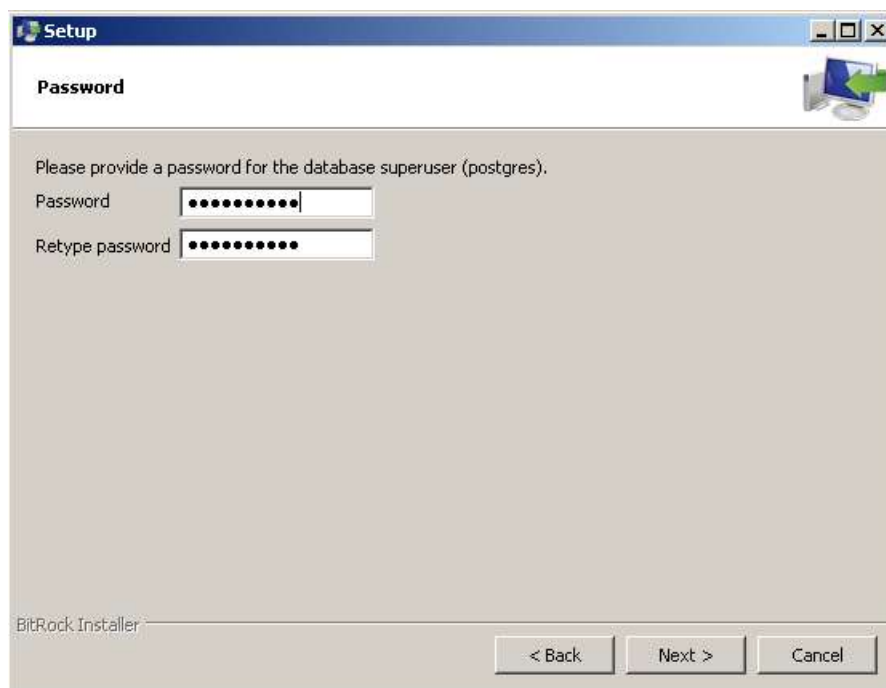 Setup
Password
Please provide a password for the database superuser (postgres).
Password ●●●●●●●●●●
Retype password ●●●●●●●●●●
BitRock Installer
< Back Next > Cancel